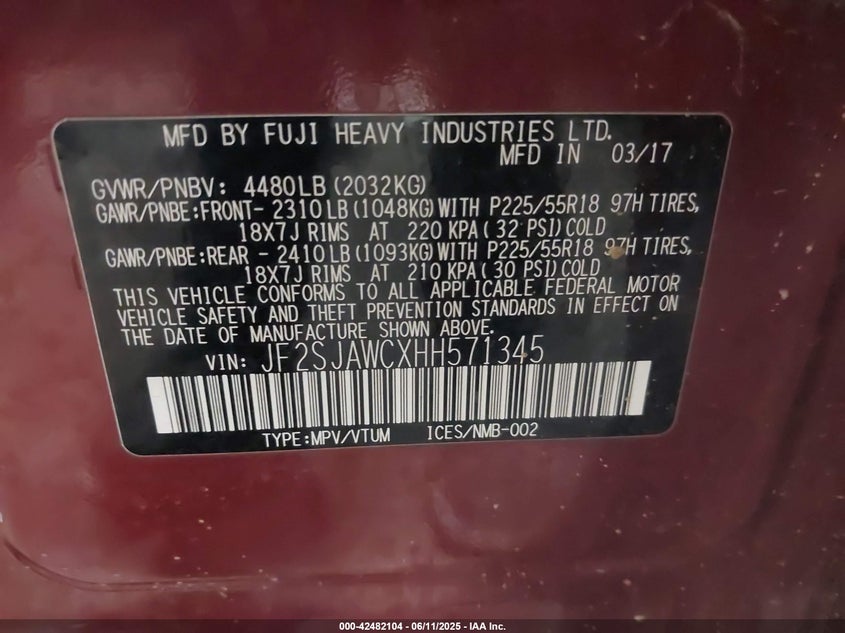 MFD BY FUJI HEAVY INDUSTRIES LTD.
MFD IN 03/17
GVWR/PNBV: 4480LB (2032KG)
GAWR/PNBE:FRONT- 2310LB (1048KG) WITH P225/55R18 97H TIRES,
18X7J RIMS AT 220 KPA (32 PSI) COLD
GAWR/PNBE:REAR - 2410LB (1093KG) WITH P225/55R18 97H TIRES,
18X7J RIMS AT 210 KPA (30 PSI) COLD
THIS VEHICLE CONFORMS TO ALL APPLICABLE FEDERAL MOTOR
VEHICLE SAFETY AND THEFT PREVENTION STANDARDS IN EFFECT ON
THE DATE OF MANUFACTURE SHOWN ABOVE.
VIN: JF2SJAWCXHH571345
TYPE:MPV/VTUM ICES/NMB-002
000-42482104 - 06/11/2025 - IAA Inc.